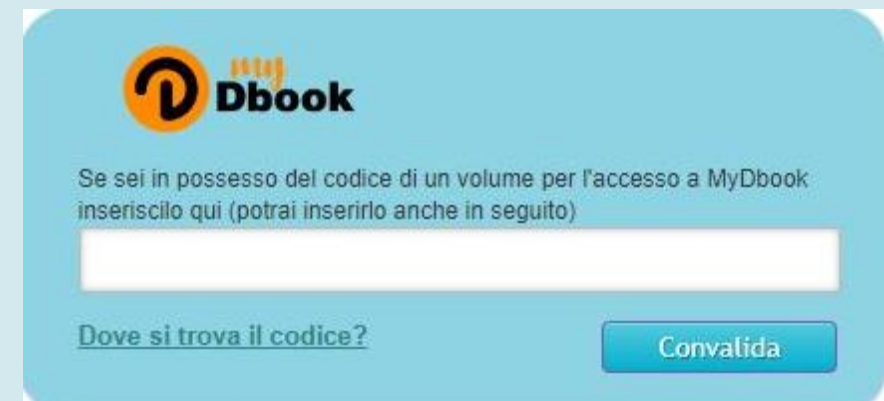 my
Dbook
Se sei in possesso del codice di un volume per l'accesso a MyDbook
inseriscilo qui (potrai inserirlo anche in seguito)
Dove si trova il codice?
Convalida